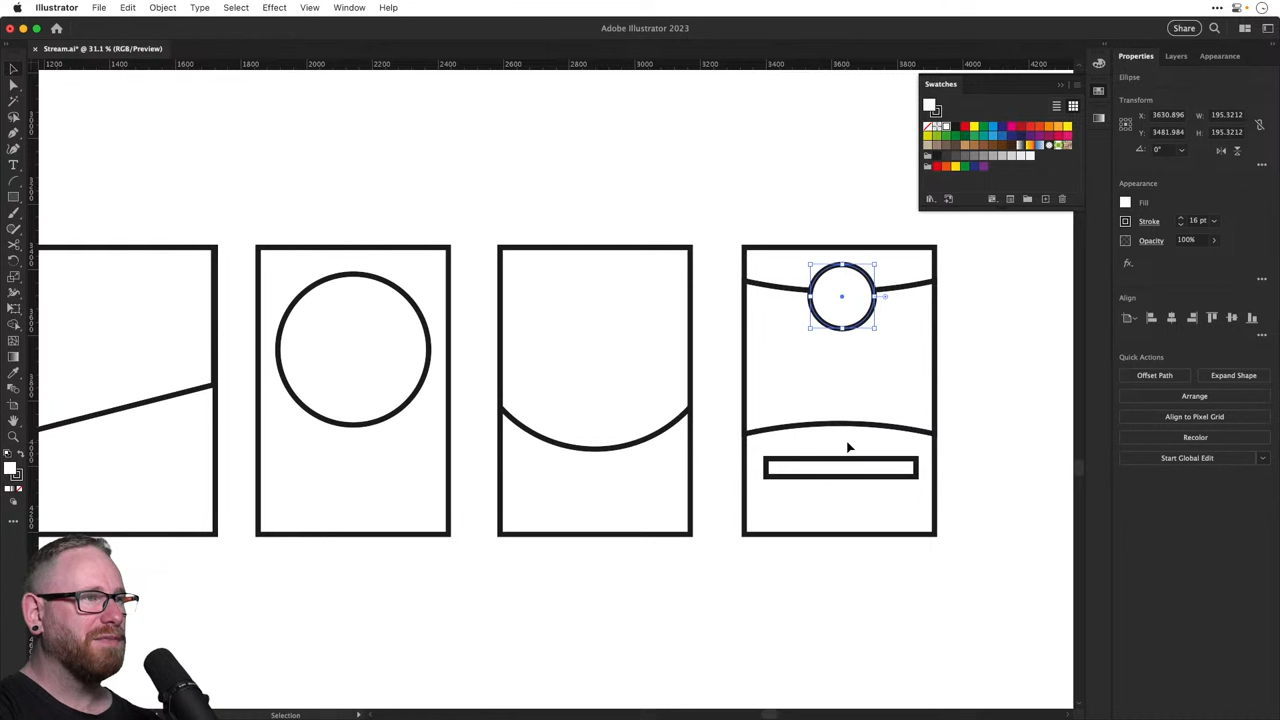 Illustrator File Edit Object Type Select Effect View Window Help
Adobe Illustrator 2023
Share
Stream.ai* @ 31.1 % (RGB/Preview)
1200 1400 1600 1800 2000 2200 2400 2600 2800 3000 3200 3400 3600 3800 4000 4200
Swatches
Properties Layers Appearance
Ellipse
Transform
X: 3630.896 W: 195.3212
Y: 3481.984 H: 195.3212
0°
Appearance
Fill
Stroke 16 pt
Opacity 100%
fx.
Align
Quick Actions
Offset Path Expand Shape
Arrange
Align to Pixel Grid
Recolor
Start Global Edit
Selection